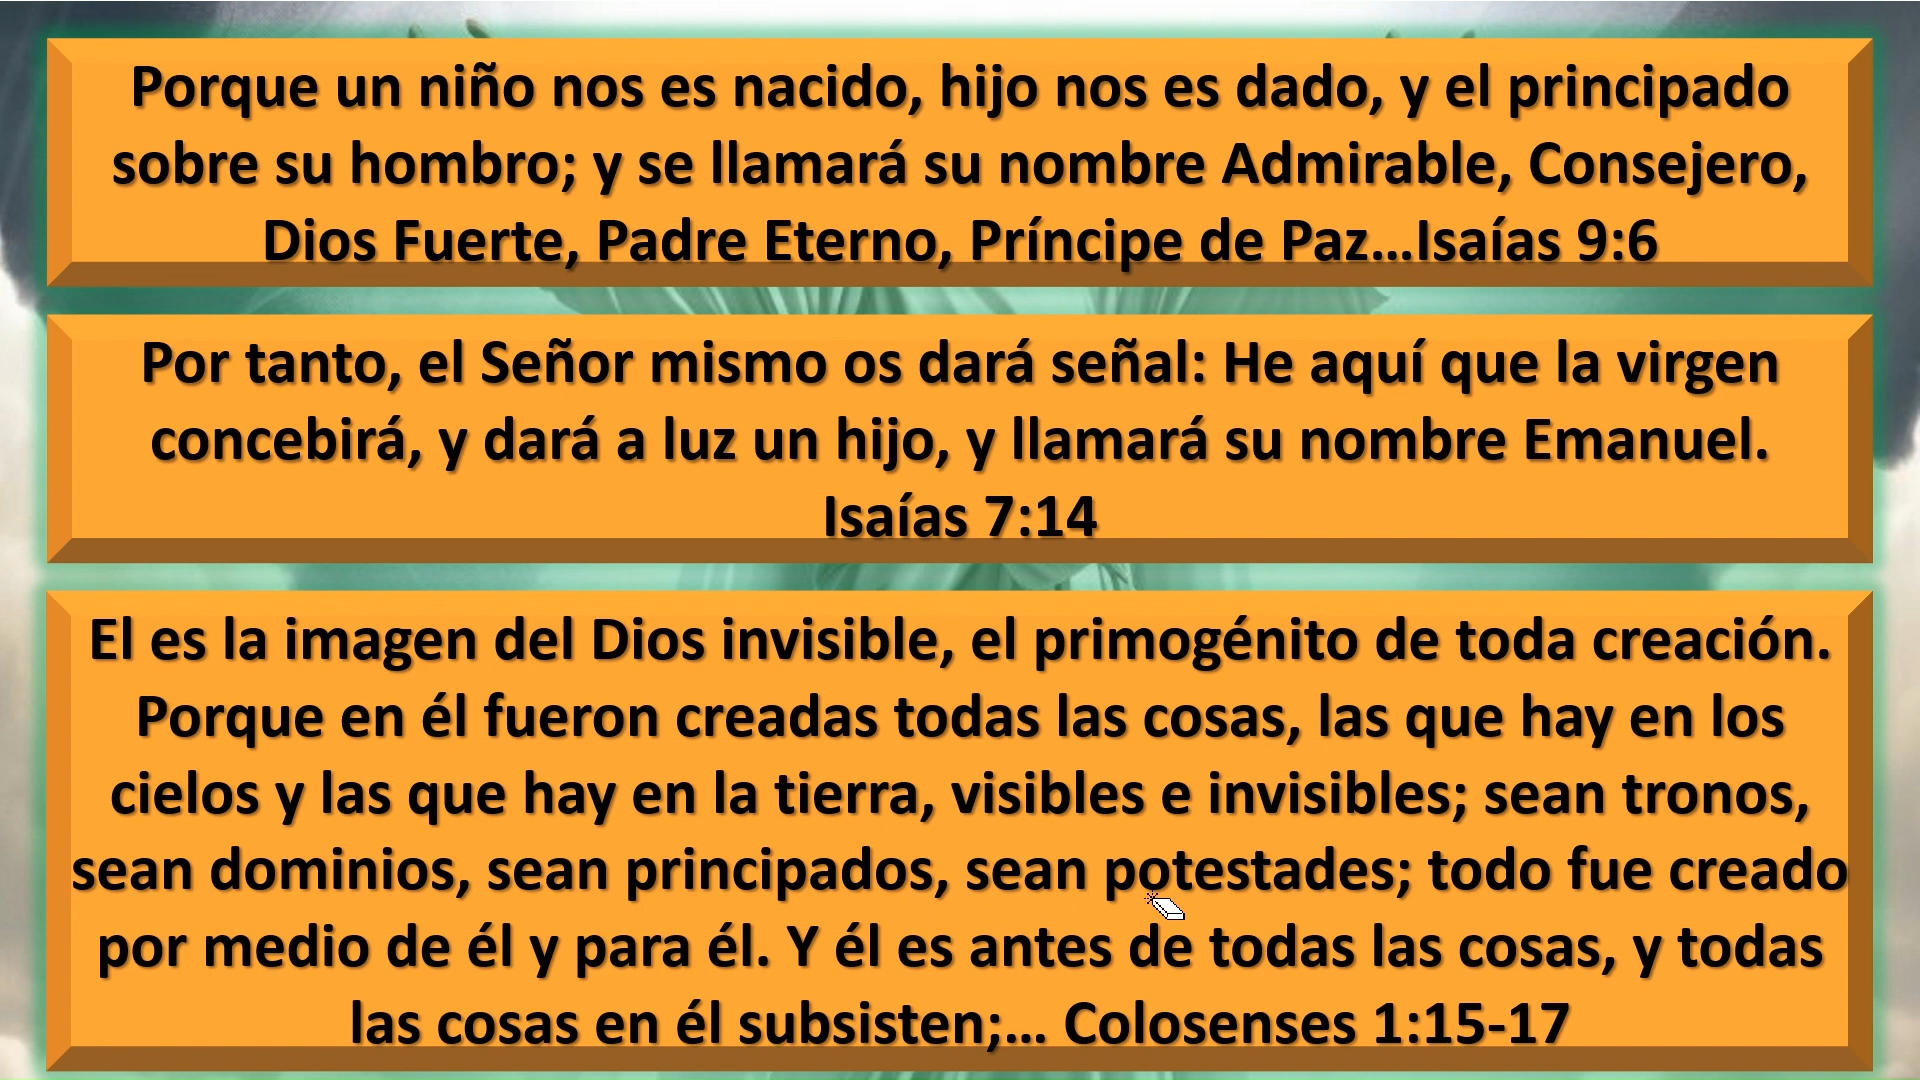 Porque un niño nos es nacido, hijo nos es dado, y el principado
sobre su hombro; y se llamará su nombre Admirable, Consejero,
Dios Fuerte, Padre Eterno, Príncipe de Paz…Isaías 9:6
Por tanto, el Señor mismo os dará señal: He aquí que la virgen
concebirá, y dará a luz un hijo, y llamará su nombre Emanuel.
Isaías 7:14
El es la imagen del Dios invisible, el primogénito de toda creación.
Porque en él fueron creadas todas las cosas, las que hay en los
cielos y las que hay en la tierra, visibles e invisibles; sean tronos,
sean dominios, sean principados, sean potestades; todo fue creado
por medio de él y para él. Y él es antes de todas las cosas, y todas
las cosas en él subsisten;… Colosenses 1:15-17